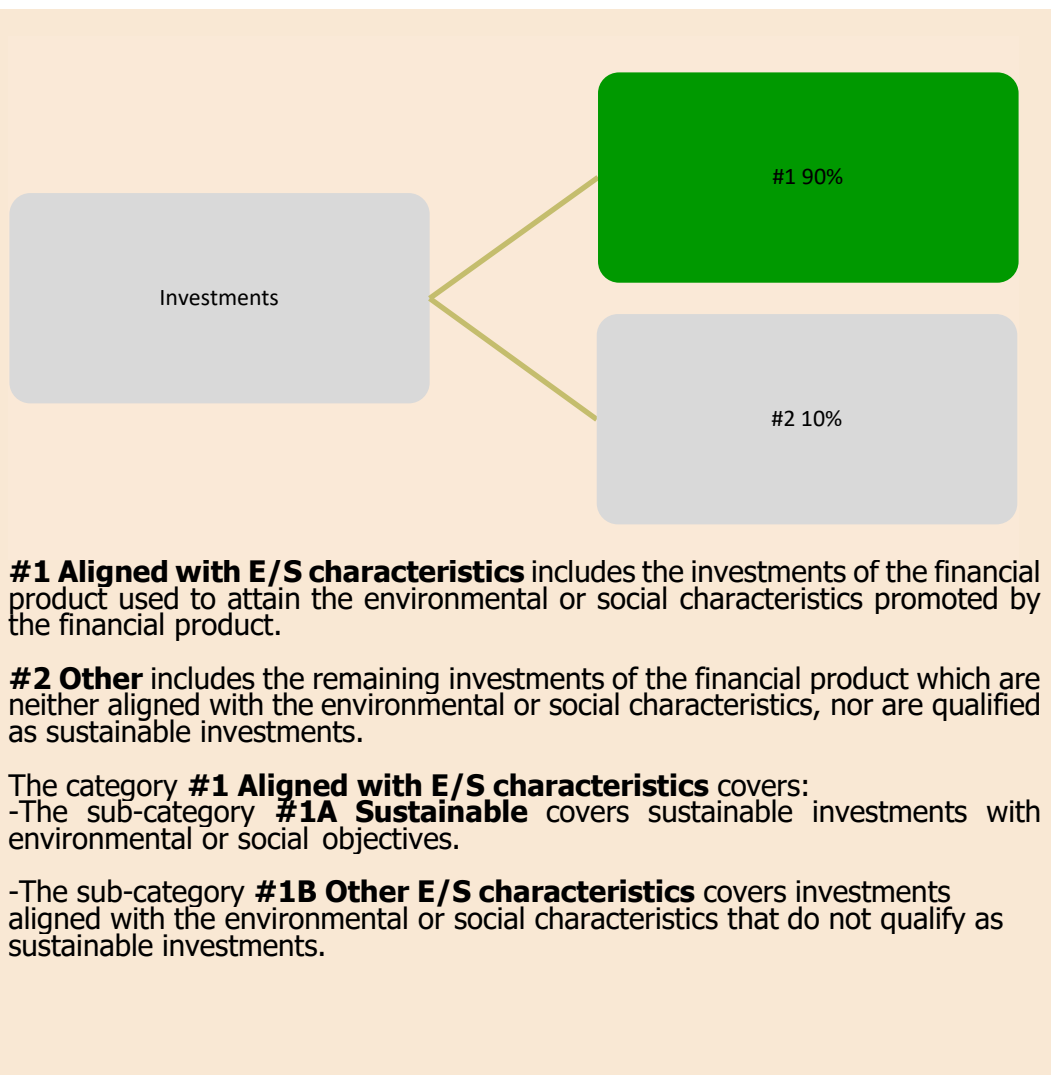 #1 90%
Investments
#2 10%
#1 Aligned with E/S characteristics includes the investments of the financial
product used to attain the environmental or social characteristics promoted by
the financial product.
#2 Other includes the remaining investments of the financial product which are
neither aligned with the environmental or social characteristics, nor are qualified
as sustainable investments.
The category #1 Aligned with E/S characteristics covers:
-The sub-category #1A Sustainable covers sustainable investments with
environmental or social objectives.
-The sub-category #1B Other E/S characteristics covers investments
aligned with the environmental or social characteristics that do not qualify as
sustainable investments.